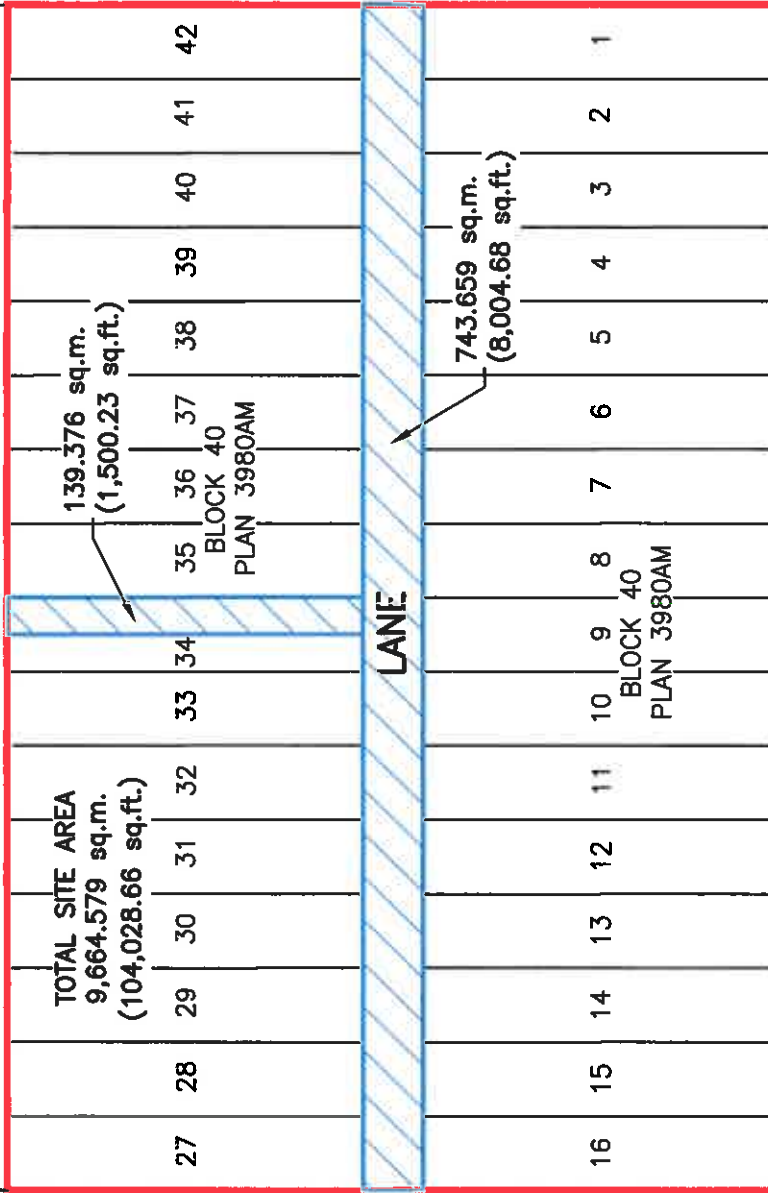 42
41
40
39
38
37
36
35
34
33
32
31
30
29
28
27
139.376 sq.m.
(1,500.23 sq.ft.)
BLOCK 40
PLAN 3980AM
TOTAL SITE AREA
9,664.579 sq.m.
(104,028.66 sq.ft.)
LANE
743.659 sq.m.
(8,004.68 sq.ft.)
1
2
3
4
5
6
7
8
9
10
11
12
13
14
15
16
BLOCK 40
PLAN 3980AM